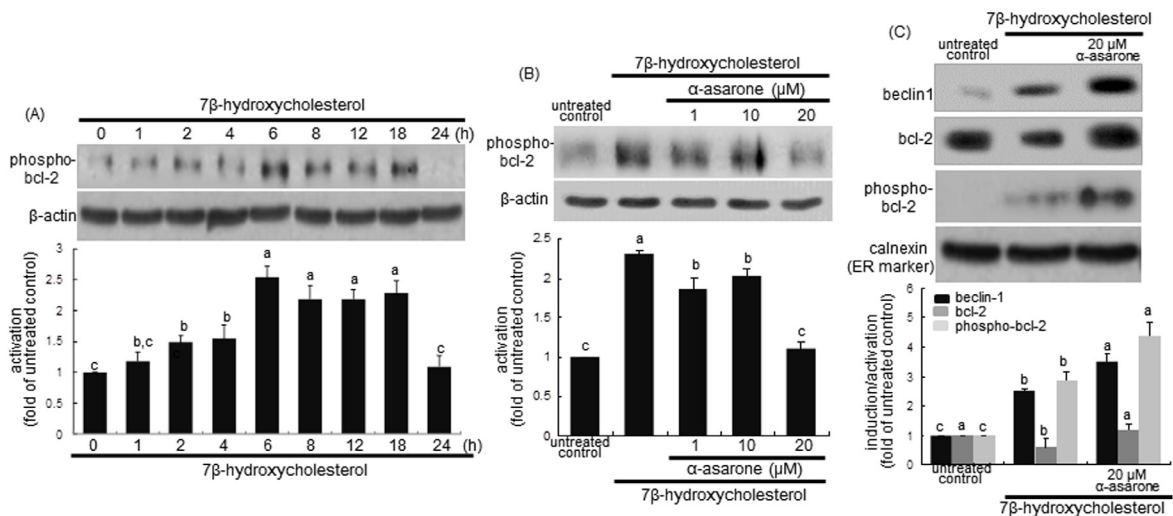 (A)
7β-hydroxycholesterol
0 1 2 4 6 8 12 18 24 (h)
phospho-
bcl-2
β-actin
activation
(fold of untreated control)
3
2.5
2
1.5
1
0.5
0
c
b,c
c
b
b
a
a
a
a
c
0 1 2 4 6 8 12 18 24 (h)
7β-hydroxycholesterol
(B)
7β-hydroxycholesterol
untreated
control
α-asarone (μM)
1 10 20
phospho-
bcl-2
β-actin
activation
(fold of untreated control)
2.5
2
1.5
1
0.5
0
c
a
b
b
c
untreated
control
1 10 20
α-asarone (μM)
7β-hydroxycholesterol
(C)
7β-hydroxycholesterol
untreated
control
20 μM
α-asarone
beclin1
bcl-2
phospho-
bcl-2
calnexin
(ER marker)
induction/activation
(fold of untreated control)
6
5
4
3
2
1
0
beclin-1
bcl-2
phospho-bcl-2
c a c
b
b
b
a
a
a
untreated
control
20 μM
α-asarone
7β-hydroxycholesterol